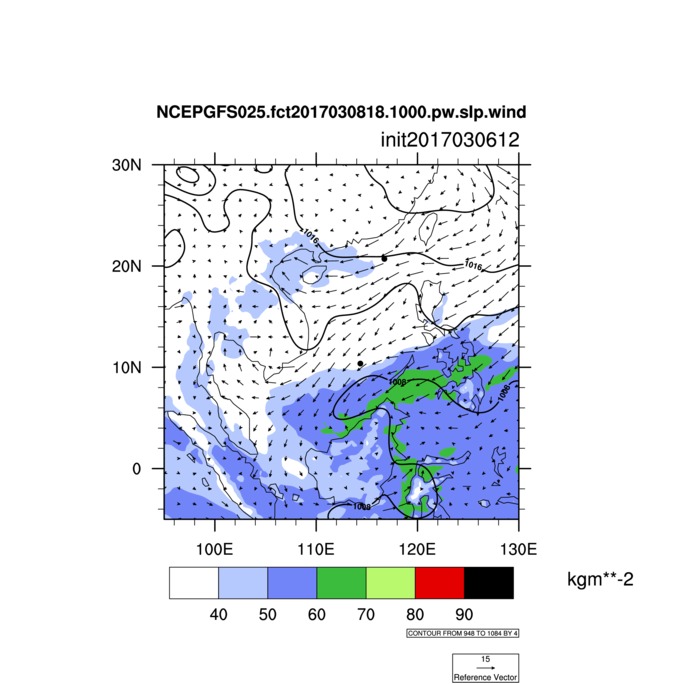 NCEPGFS025.fct2017030818.1000.pw.slp.wind
init2017030612
30N
1016
20N
1016
10N
1008
1008
0
1008
100E 110E 120E 130E
kgm**-2
40 50 60 70 80 90
CONTOUR FROM 948 TO 1084 BY 4
15
Reference Vector